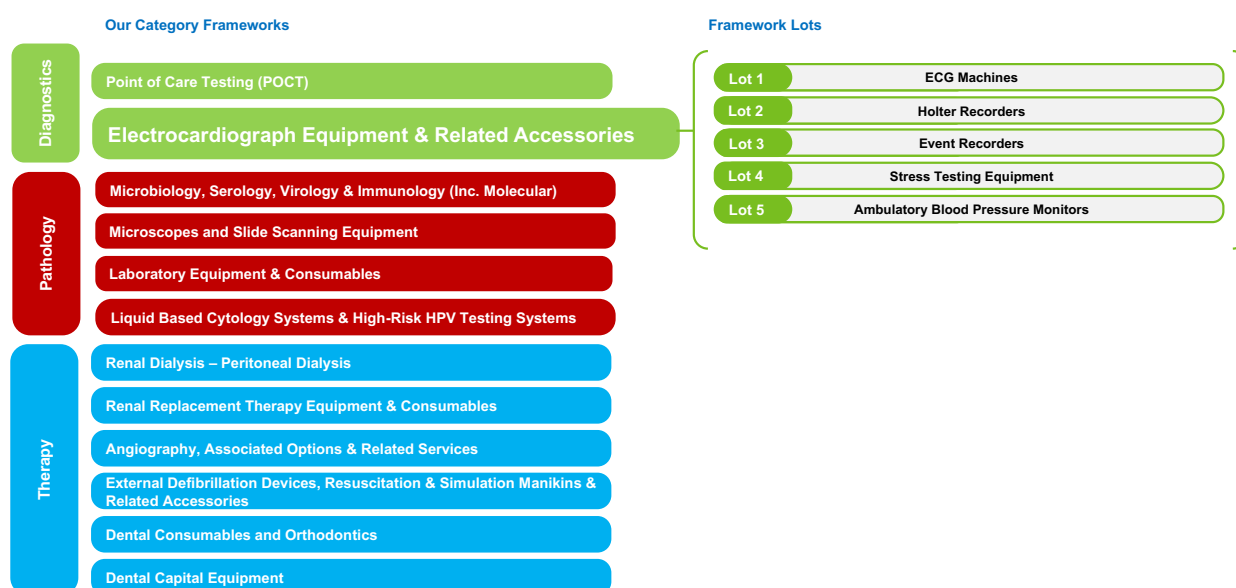 Our Category Frameworks
Framework Lots
Diagnostics
Point of Care Testing (POCT)
Electrocardiograph Equipment & Related Accessories
Lot 1 ECG Machines
Lot 2 Holter Recorders
Lot 3 Event Recorders
Lot 4 Stress Testing Equipment
Lot 5 Ambulatory Blood Pressure Monitors
Pathology
Microbiology, Serology, Virology & Immunology (Inc. Molecular)
Microscopes and Slide Scanning Equipment
Laboratory Equipment & Consumables
Liquid Based Cytology Systems & High-Risk HPV Testing Systems
Therapy
Renal Dialysis – Peritoneal Dialysis
Renal Replacement Therapy Equipment & Consumables
Angiography, Associated Options & Related Services
External Defibrillation Devices, Resuscitation & Simulation Manikins &
Related Accessories
Dental Consumables and Orthodontics
Dental Capital Equipment